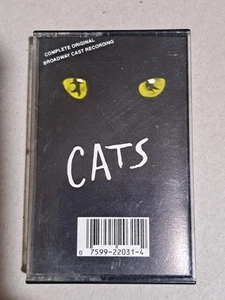 COMPLETE ORIGINAL
BROADWAY CAST RECORDING
CATS
0 7599-22031-4